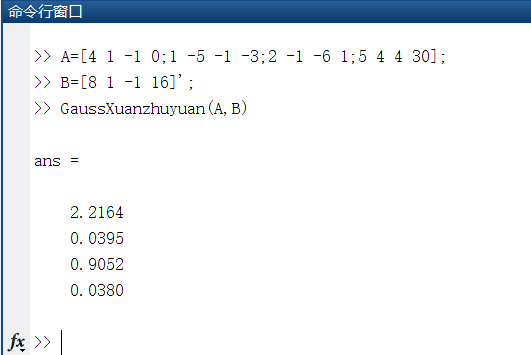 命令行窗口
>> A=[4 1 -1 0;1 -5 -1 -3;2 -1 -6 1;5 4 4 30];
>> B=[8 1 -1 16]';
>> GaussXuanzhuyuan(A,B)
ans =
2.2164
0.0395
0.9052
0.0380
fx >>